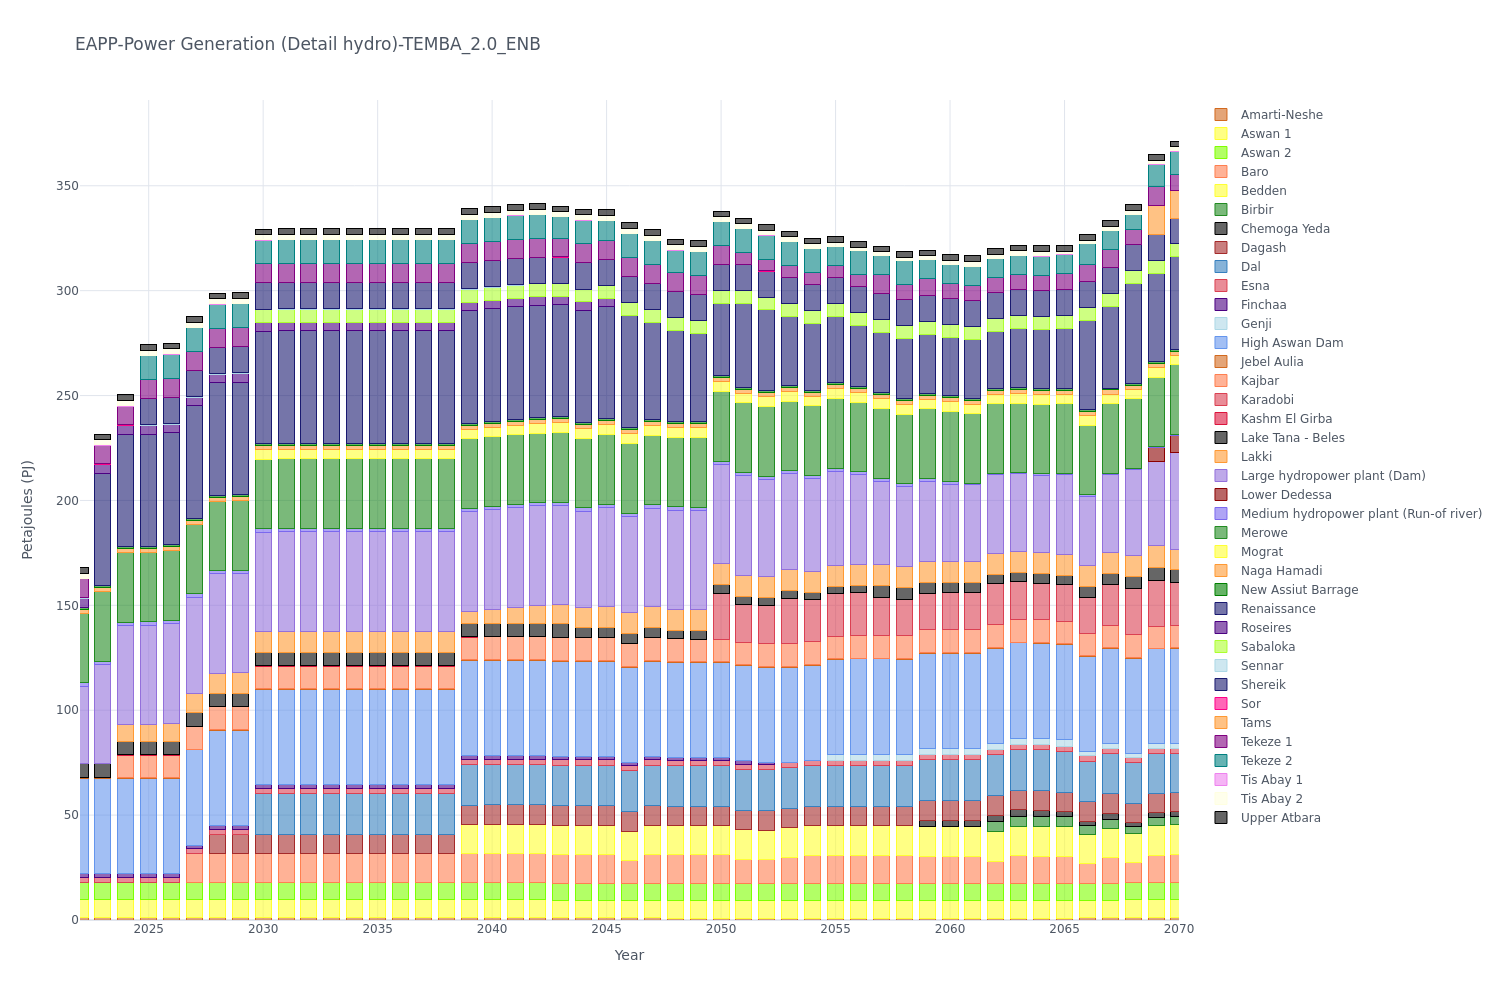 EAPP-Power Generation (Detail hydro)-TEMBA_2.0_ENB
Petajoules (PJ)
350
300
250
200
150
100
50
0
2025
2030
2035
2040
2045
2050
2055
2060
2065
2070
Year
Amarti-Neshe
Aswan 1
Aswan 2
Baro
Bedden
Birbir
Chemoga Yeda
Dagash
Dal
Esna
Finchaa
Genji
High Aswan Dam
Jebel Aulia
Kajbar
Karadobi
Kashm El Girba
Lake Tana - Beles
Lakki
Large hydropower plant (Dam)
Lower Dedessa
Medium hydropower plant (Run-of river)
Merowe
Mograt
Naga Hamadi
New Assiut Barrage
Renaissance
Roseires
Sabaloka
Sennar
Shereik
Sor
Tams
Tekeze 1
Tekeze 2
Tis Abay 1
Tis Abay 2
Upper Atbara